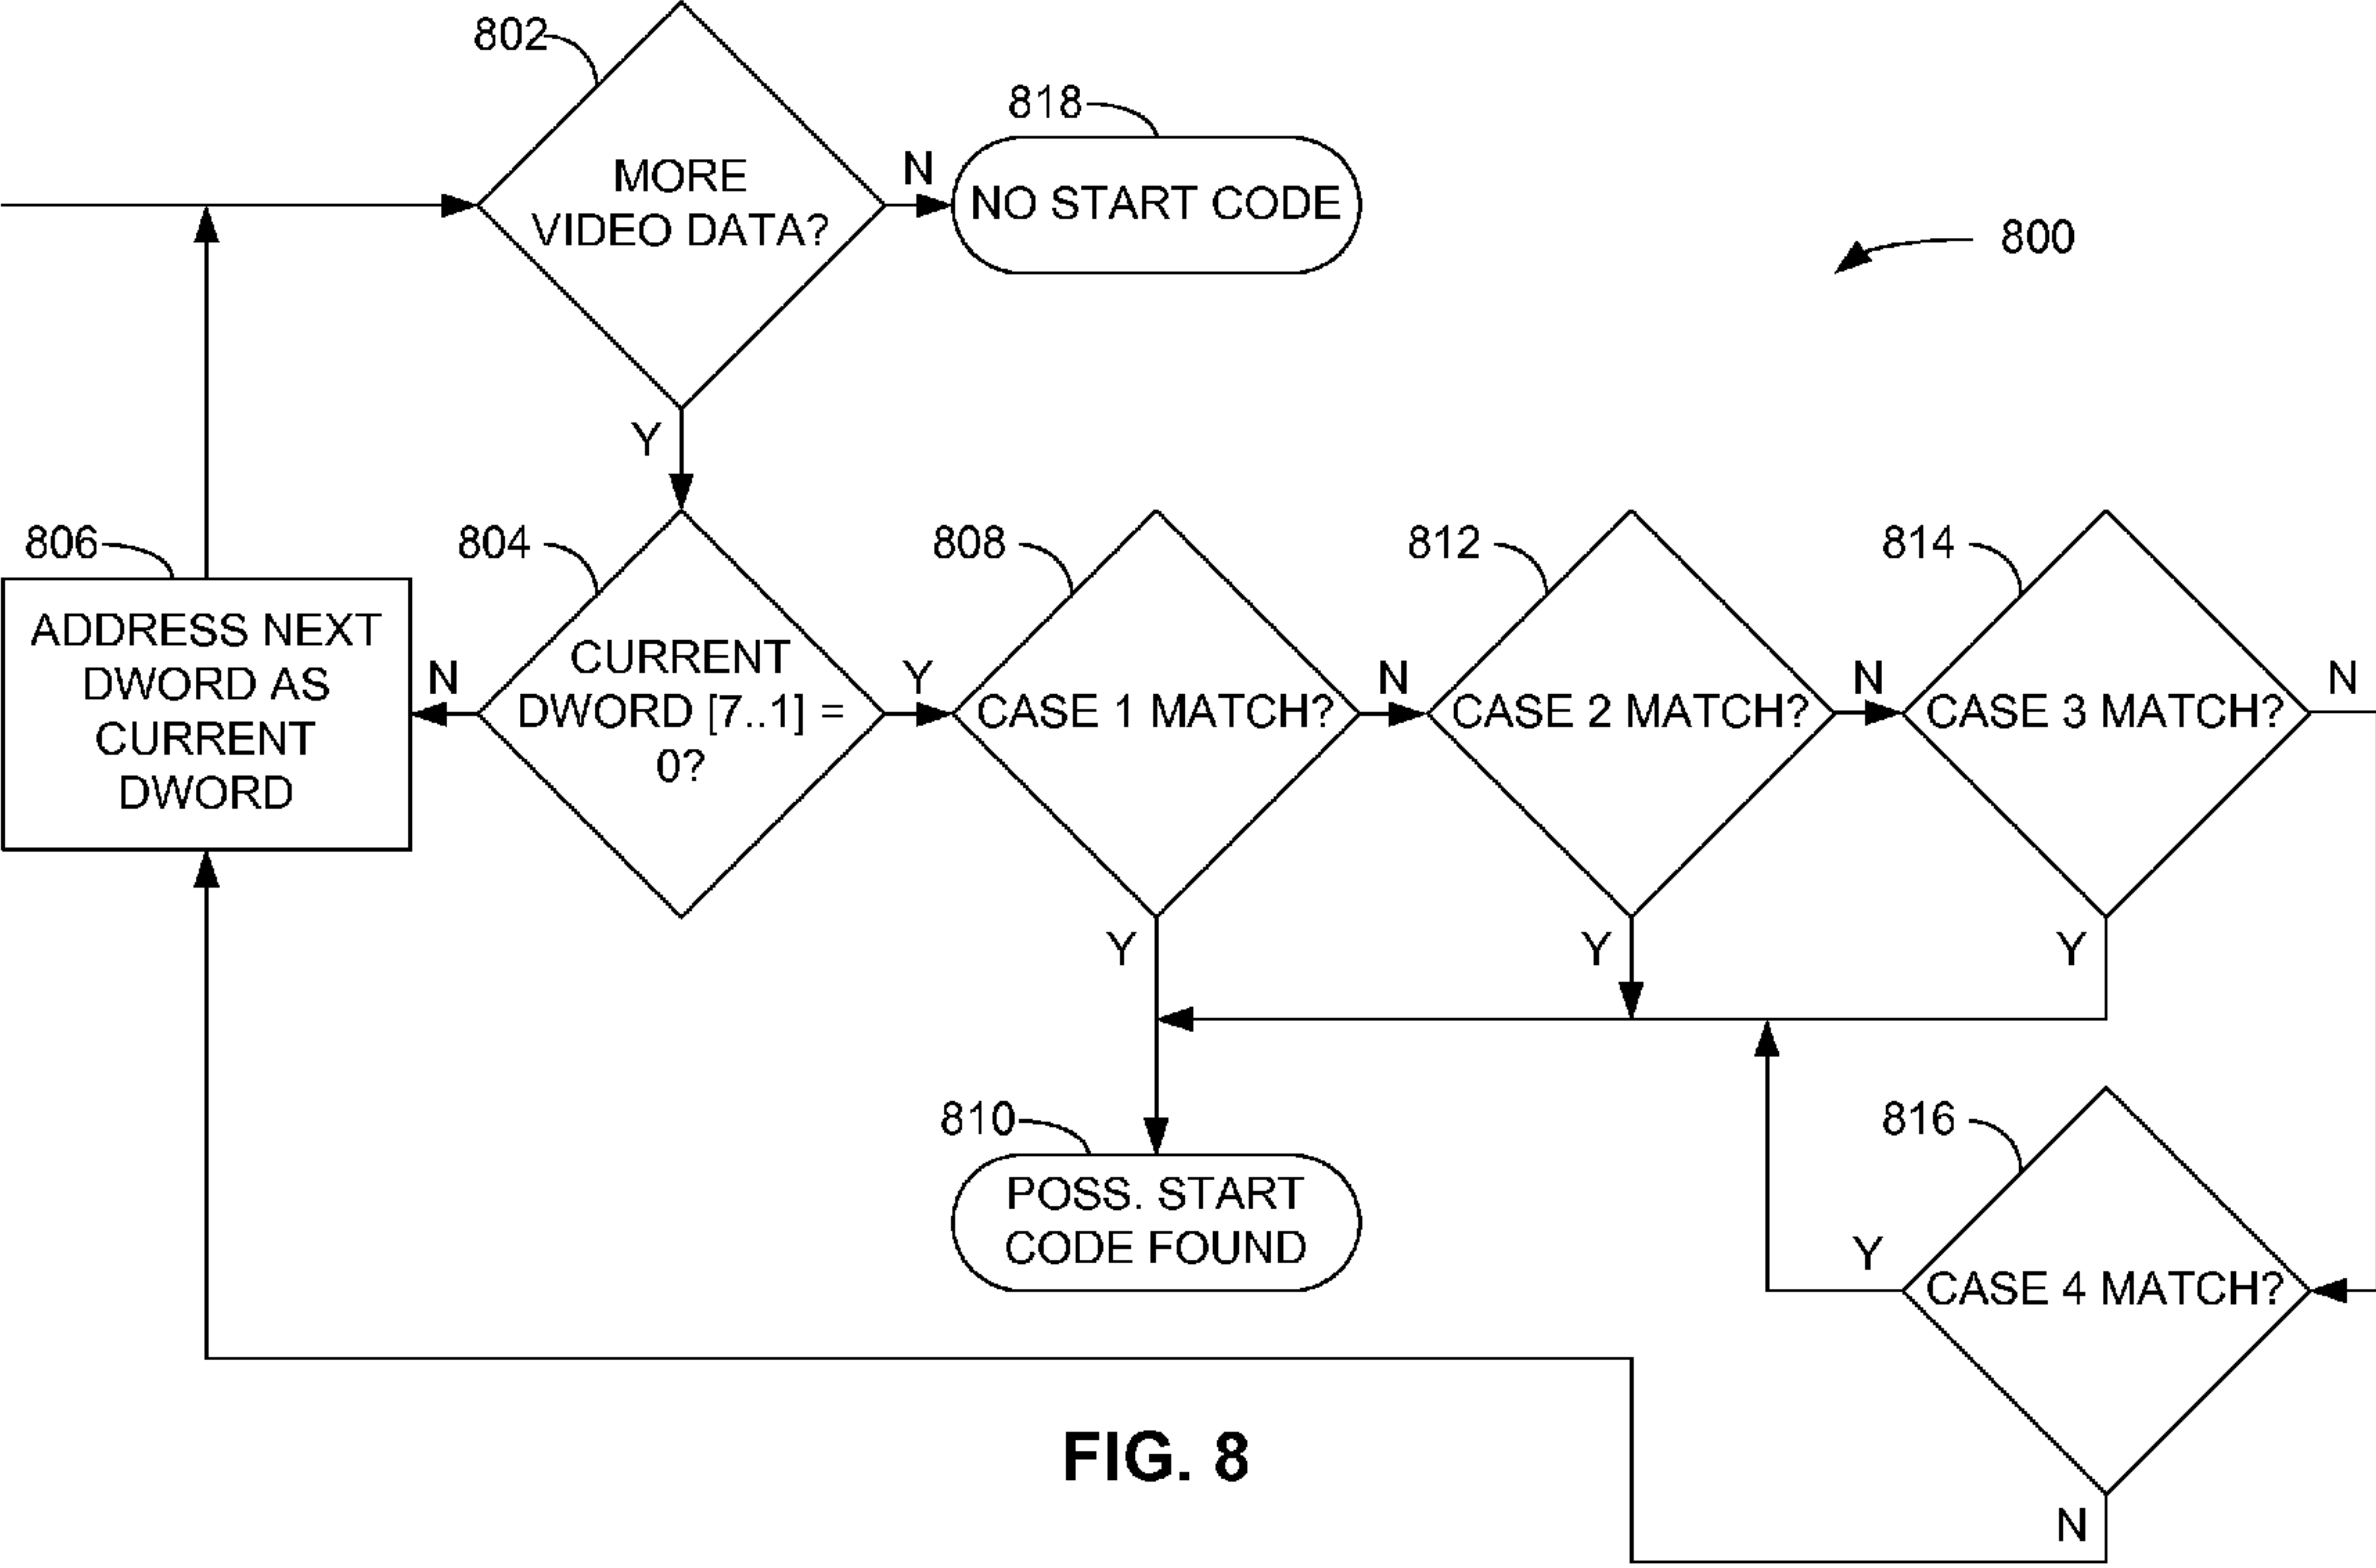 802
MORE
VIDEO DATA?
N
818
NO START CODE
800
Y
806
ADDRESS NEXT
DWORD AS
CURRENT
DWORD
N
804
CURRENT
DWORD [7..1] =
0?
Y
808
CASE 1 MATCH?
N
812
CASE 2 MATCH?
N
814
CASE 3 MATCH?
N
Y
Y
Y
810
POSS. START
CODE FOUND
816
Y
CASE 4 MATCH?
N
FIG. 8